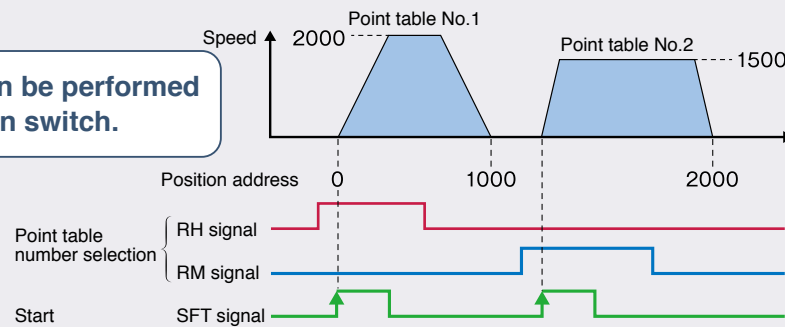 Point table No.1
Speed 2000
Point table No.2
1500
n be performed
n switch.
Position address 0 1000 2000
Point table
number selection
RH signal
RM signal
Start SFT signal